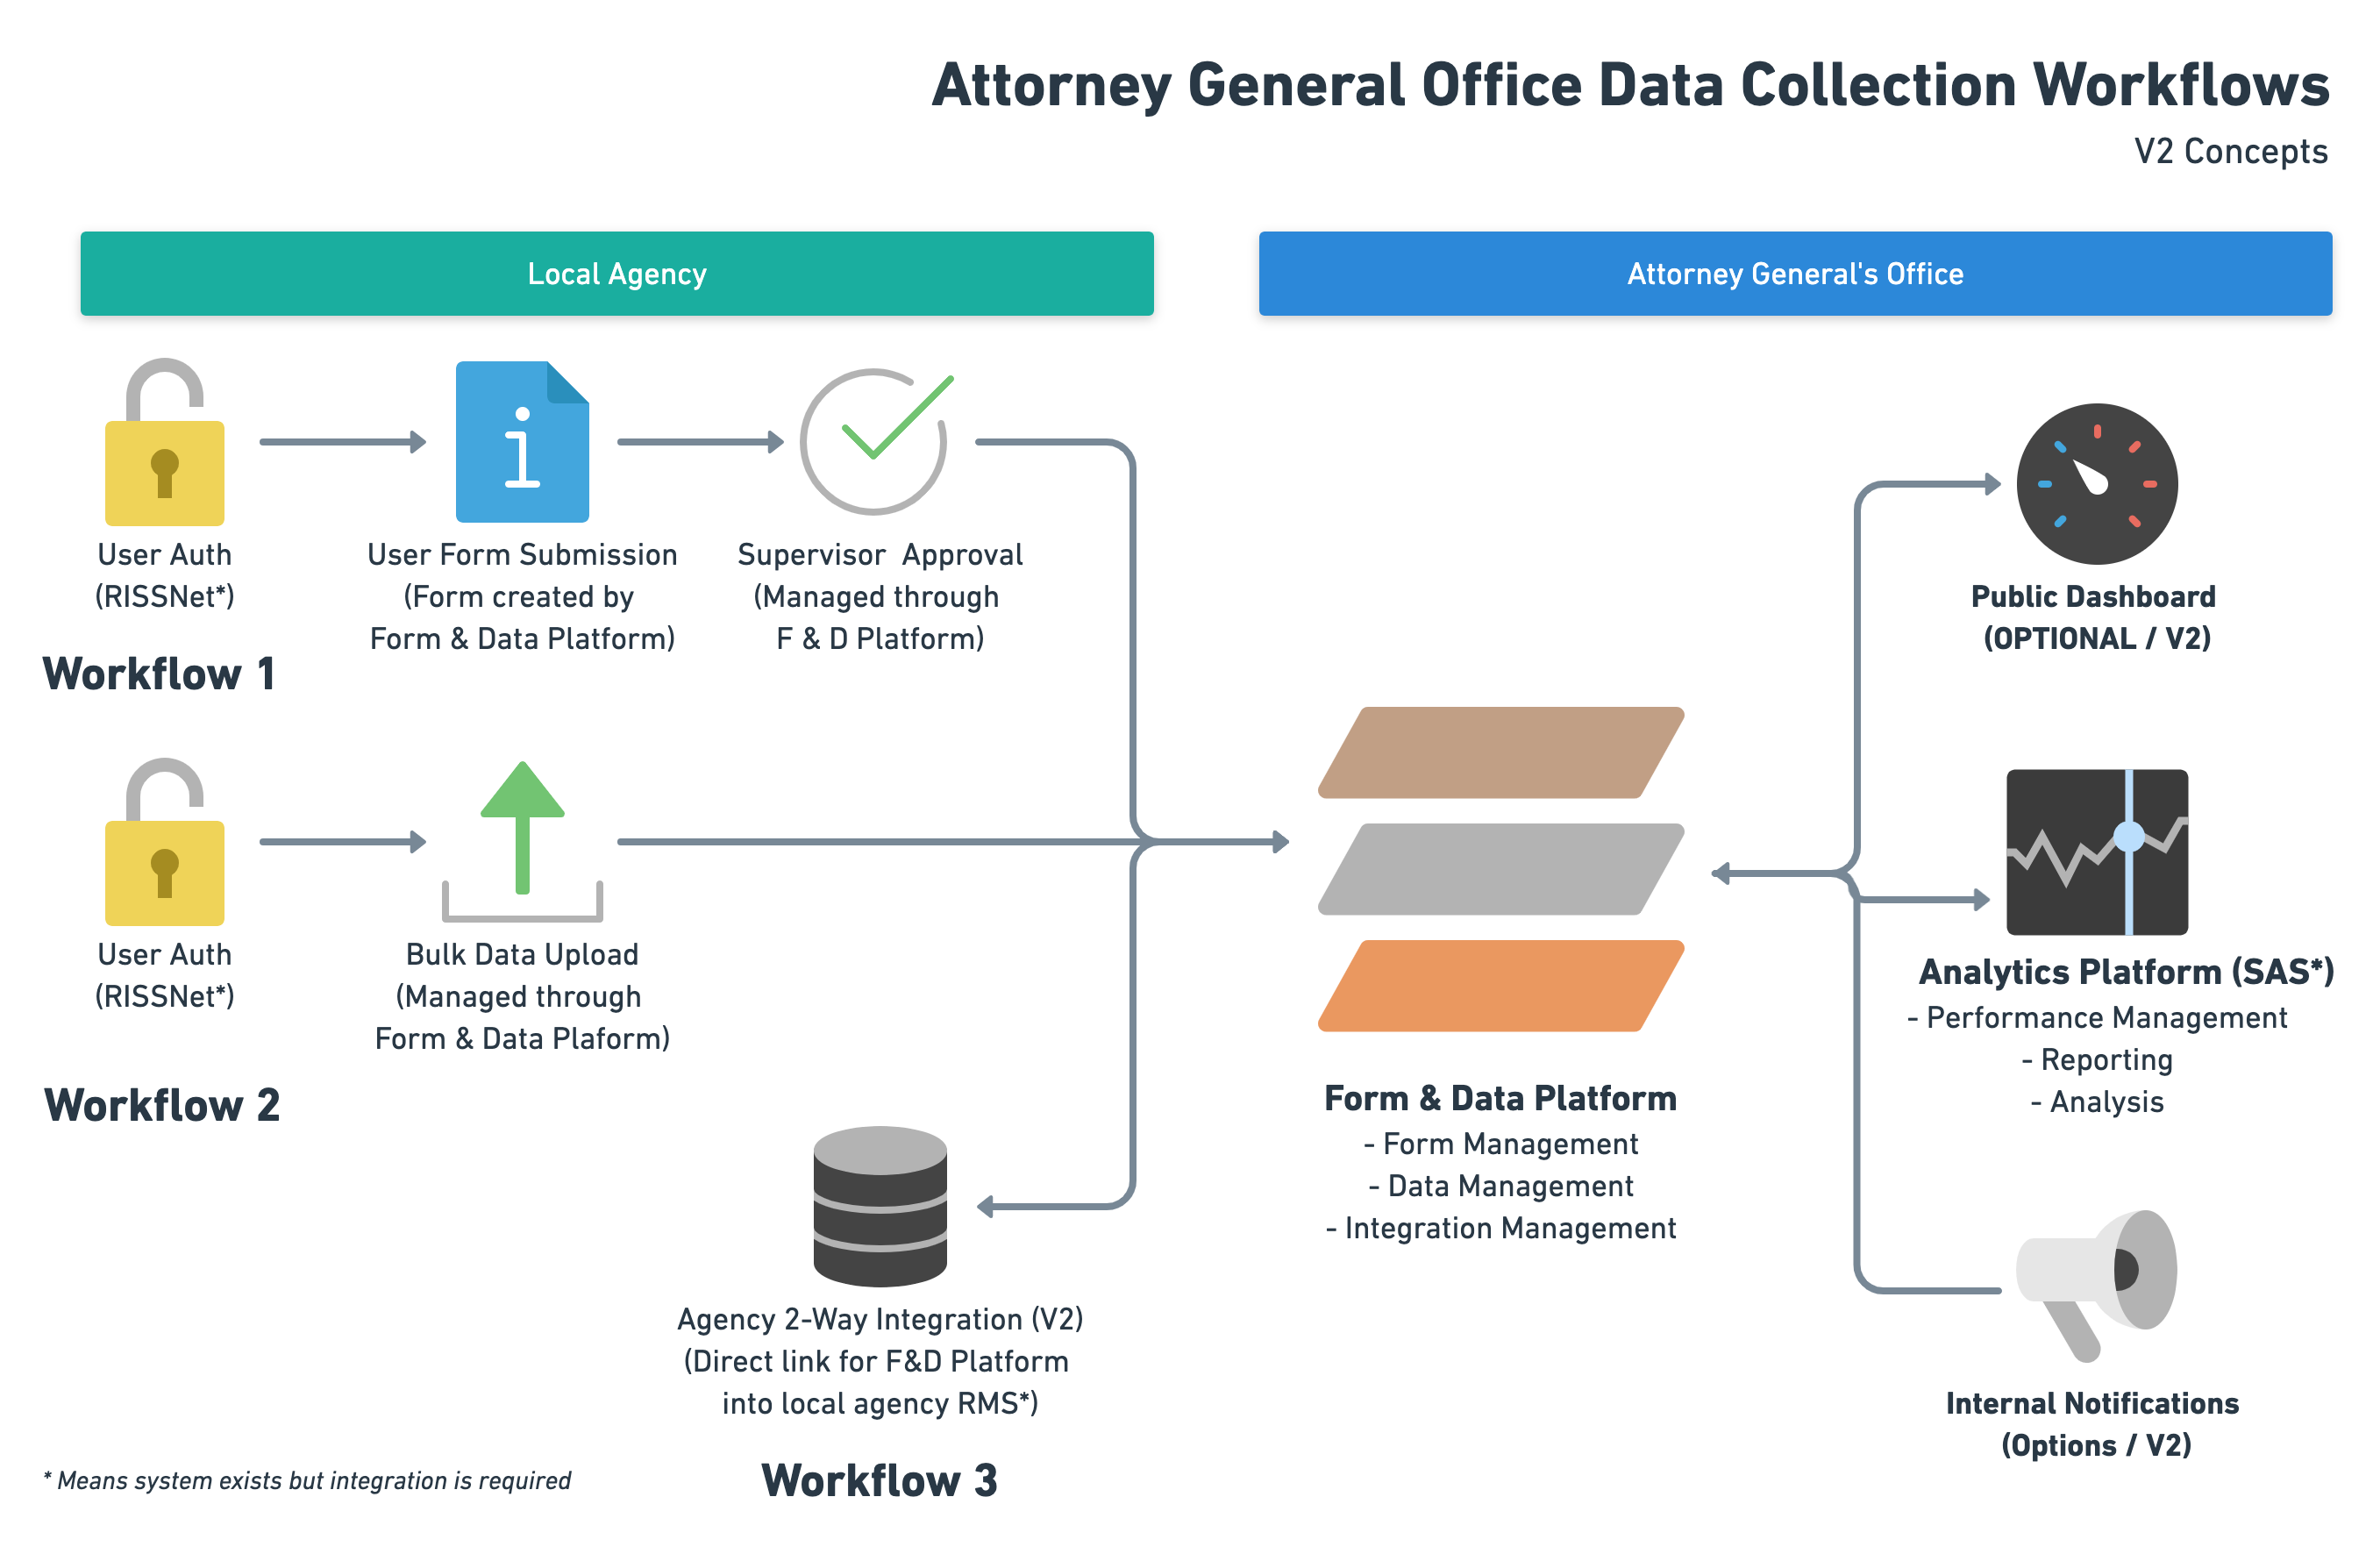 Attorney General Office Data Collection Workflows
V2 Concepts
Local Agency
Attorney General's Office
User Auth
(RISSNet*)
User Form Submission
(Form created by
Form & Data Platform)
Supervisor Approval
(Managed through
F & D Platform)
Workflow 1
User Auth
(RISSNet*)
Bulk Data Upload
(Managed through
Form & Data Plaform)
Workflow 2
Agency 2-Way Integration (V2)
(Direct link for F&D Platform
into local agency RMS*)
Workflow 3
* Means system exists but integration is required
Form & Data Platform
- Form Management
- Data Management
- Integration Management
Public Dashboard
(OPTIONAL / V2)
Analytics Platform (SAS*)
- Performance Management
- Reporting
- Analysis
Internal Notifications
(Options / V2)